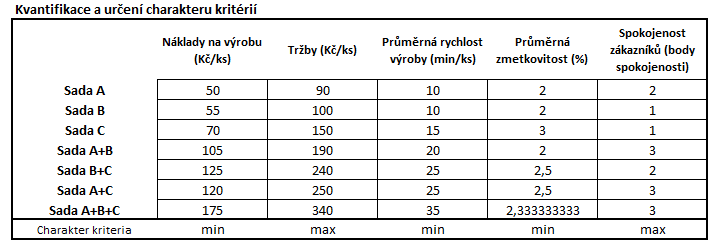 Kvantifikace a určení charakteru kritérií
Náklady na výrobu (Kč/ks) Tržby (Kč/ks) Průměrná rychlost výroby (min/ks) Průměrná zmetkovitost (%) Spokojenost zákazníků (body spokojenosti)
Sada A 50 90 10 2 2
Sada B 55 100 10 2 1
Sada C 70 150 15 3 1
Sada A+B 105 190 20 2 3
Sada B+C 125 240 25 2,5 2
Sada A+C 120 250 25 2,5 3
Sada A+B+C 175 340 35 2,333333333 3
Charakter kriteria min max min min max